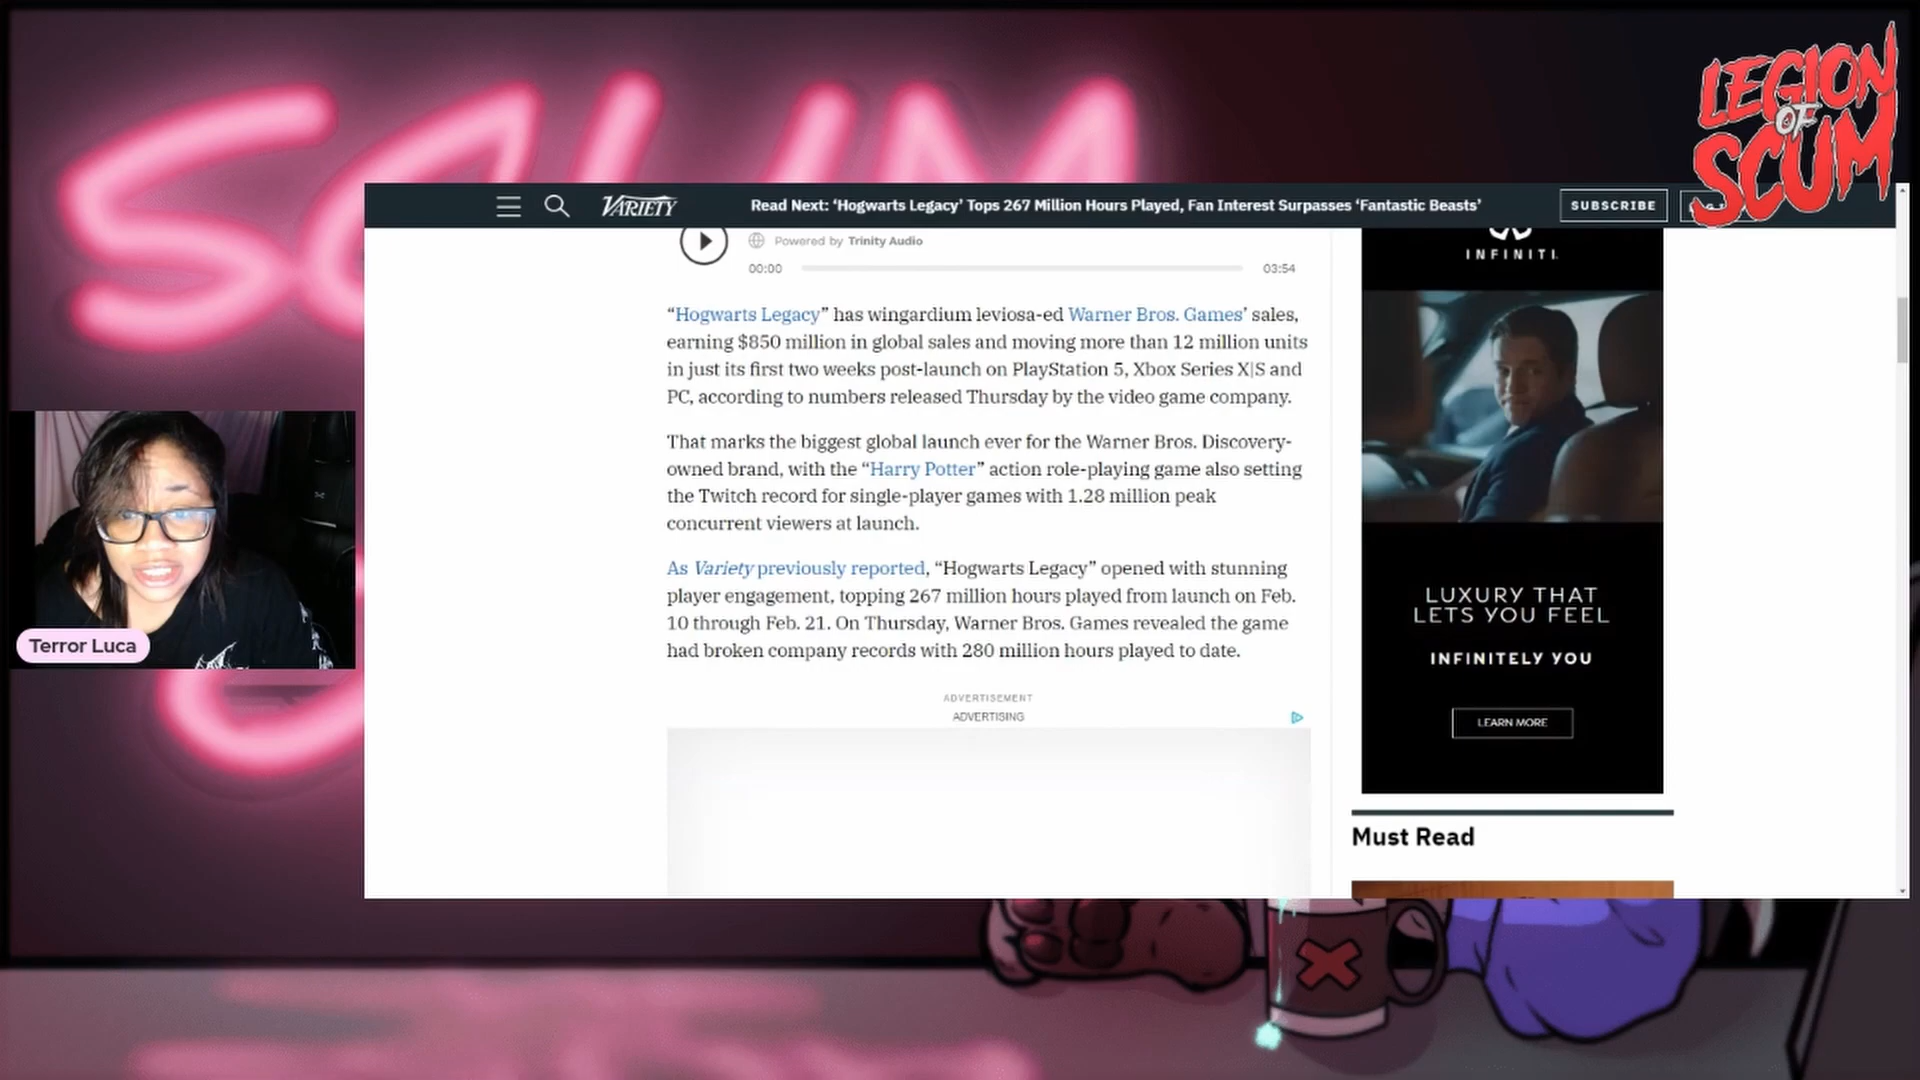 SCUM
LEGION
OF
SCUM
VARIETY
Read Next: ‘Hogwarts Legacy’ Tops 267 Million Hours Played, Fan Interest Surpasses ‘Fantastic Beasts’
SUBSCRIBE
Powered by Trinity Audio
00:00
03:54
“Hogwarts Legacy” has wingardium leviosa-ed Warner Bros. Games’ sales,
earning $850 million in global sales and moving more than 12 million units
in just its first two weeks post-launch on PlayStation 5, Xbox Series X|S and
PC, according to numbers released Thursday by the video game company.
That marks the biggest global launch ever for the Warner Bros. Discovery-
owned brand, with the “Harry Potter” action role-playing game also setting
the Twitch record for single-player games with 1.28 million peak
concurrent viewers at launch.
As Variety previously reported, “Hogwarts Legacy” opened with stunning
player engagement, topping 267 million hours played from launch on Feb.
10 through Feb. 21. On Thursday, Warner Bros. Games revealed the game
had broken company records with 280 million hours played to date.
ADVERTISEMENT
ADVERTISING
INFINITI
LUXURY THAT
LETS YOU FEEL
INFINITELY YOU
LEARN MORE
Must Read
Terror Luca